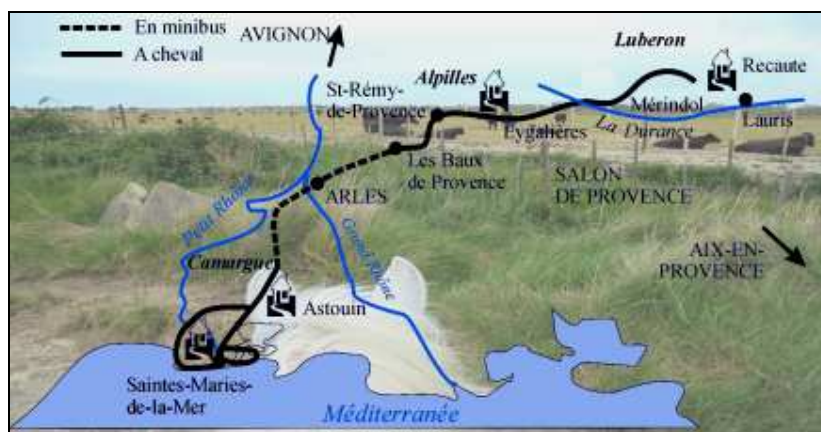 En minibus
A cheval
AVIGNON
Luberon
Recaute
Alpilles
St-Rémy-
de-Provence
Mérindol
Lauris
Eygalières
La Durance
Les Baux
de Provence
SALON
DE PROVENCE
ARLES
Petit Rhône
Grand Rhône
AIX-EN-
PROVENCE
Camargue
Astouin
Saintes-Maries-
de-la-Mer
Méditerranée